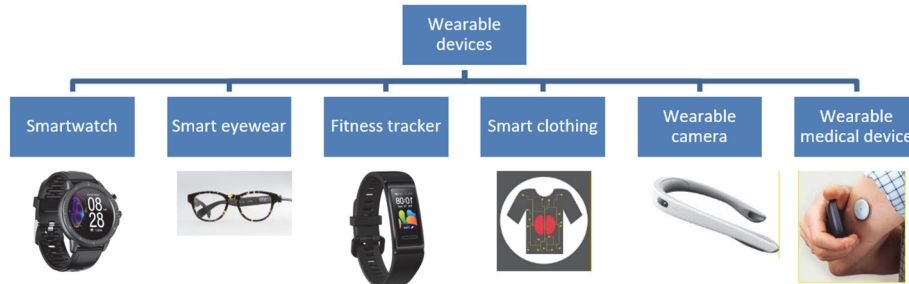 Wearable
devices
Smartwatch
Smart eyewear
Fitness tracker
Smart clothing
Wearable
camera
Wearable
medical device
08
28